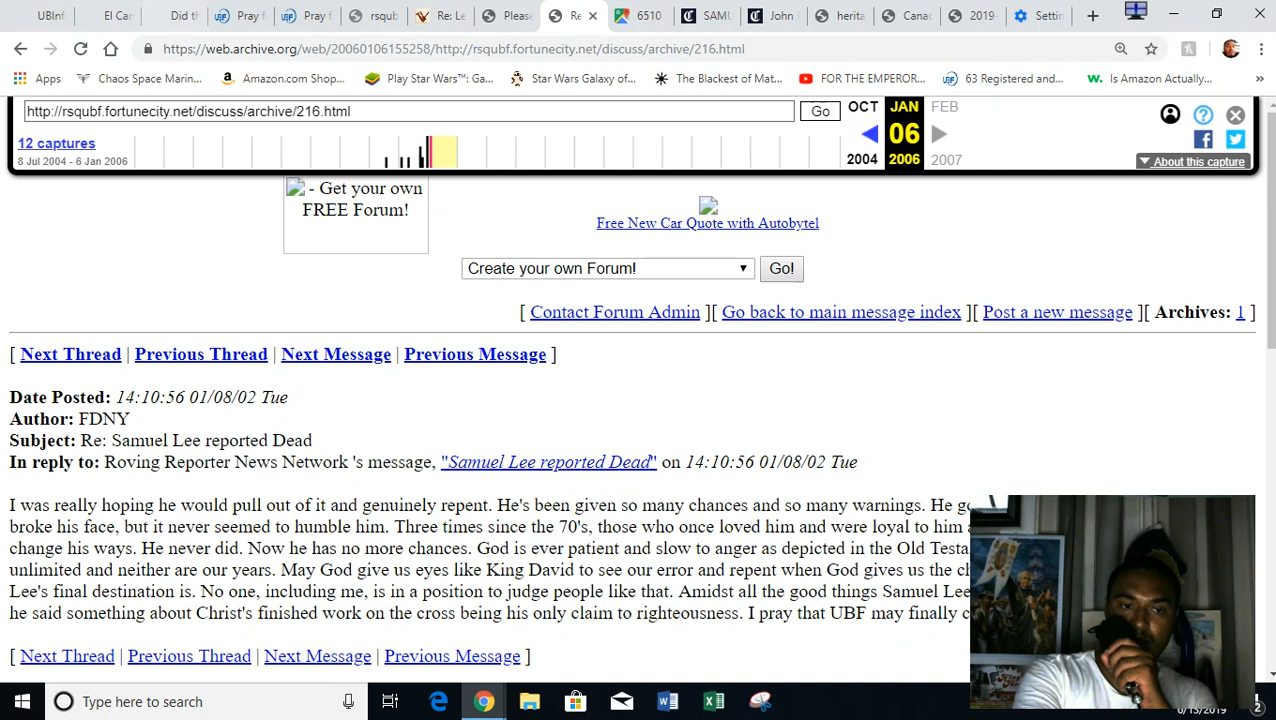 UBInf
El Car
Did th
Pray f
Pray f
rsqub
Re: Le
Please
Re
6510
SAMU
John
herita
Canac
2019-
Settin
https://web.archive.org/web/20060106155258/http://rsqubf.fortunecity.net/discuss/archive/216.html
Apps
Chaos Space Marin...
Amazon.com Shop...
Play Star Wars™: Ga...
Star Wars Galaxy of...
The Blackest of Mat...
FOR THE EMPEROR...
63 Registered and...
Is Amazon Actually...
»
http://rsqubf.fortunecity.net/discuss/archive/216.html
Go
OCT JAN FEB
12 captures
06
8 Jul 2004 - 6 Jan 2006
2004 2006 2007
About this capture
- Get your own
FREE Forum!
Free New Car Quote with Autobytel
Create your own Forum!
Go!
[ Contact Forum Admin ][ Go back to main message index ][ Post a new message ][ Archives: 1 ]
[ Next Thread | Previous Thread | Next Message | Previous Message ]
Date Posted: 14:10:56 01/08/02 Tue
Author: FDNY
Subject: Re: Samuel Lee reported Dead
In reply to: Roving Reporter News Network 's message, "Samuel Lee reported Dead" on 14:10:56 01/08/02 Tue
I was really hoping he would pull out of it and genuinely repent. He's been given so many chances and so many warnings. He g
broke his face, but it never seemed to humble him. Three times since the 70's, those who once loved him and were loyal to him
change his ways. He never did. Now he has no more chances. God is ever patient and slow to anger as depicted in the Old Testa
unlimited and neither are our years. May God give us eyes like King David to see our error and repent when God gives us the c
Lee's final destination is. No one, including me, is in a position to judge people like that. Amidst all the good things Samuel Lee
he said something about Christ's finished work on the cross being his only claim to righteousness. I pray that UBF may finally
[ Next Thread | Previous Thread | Next Message | Previous Message ]
Type here to search
6/13/2019
2